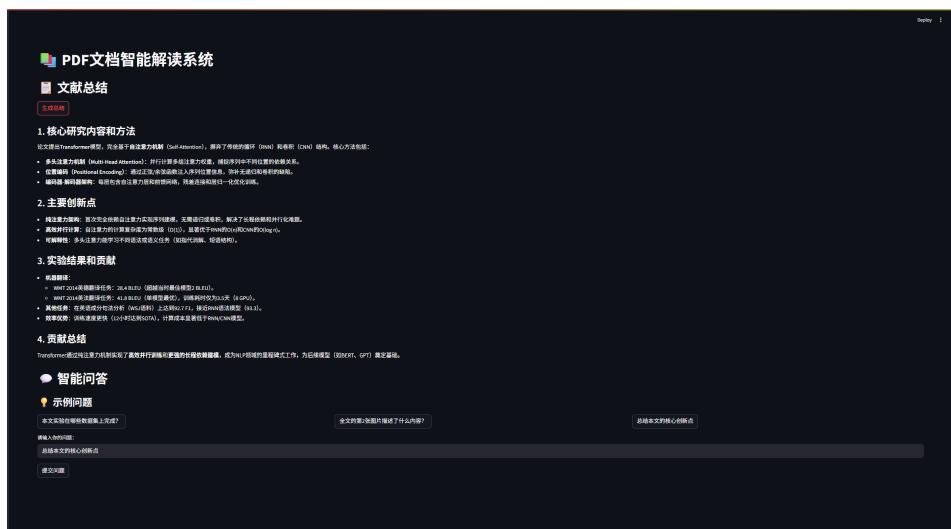 Deploy
PDF文档智能解读系统
文献总结
生成总结
1. 核心研究内容和方法
论文提出Transformer模型，完全基于自注意力机制（Self-Attention），摒弃了传统的循环（RNN）和卷积（CNN）结构。核心方法包括：
多头注意力机制（Multi-Head Attention）：并行计算多组注意力权重，捕捉序列中不同位置的依赖关系。
位置编码（Positional Encoding）：通过正弦/余弦函数注入序列位置信息，弥补无递归和卷积的缺陷。
编码器-解码器架构：每层包含自注意力层和前馈网络，残差连接和层归一化优化训练。
2. 主要创新点
纯注意力架构：首次完全依赖自注意力实现序列建模，无需递归或卷积，解决了长程依赖和并行化难题。
高效并行计算：自注意力的计算复杂度为常数级（O(1)），显著优于RNN的O(n)和CNN的O(log n)。
可解释性：多头注意力能学习不同语法或语义任务（如指代消解、短语结构）。
3. 实验结果和贡献
机器翻译：
WMT 2014英德翻译任务：28.4 BLEU（超越当时最佳模型2 BLEU）。
WMT 2014英法翻译任务：41.8 BLEU（单模型最优），训练耗时仅为3.5天（8 GPU）。
其他任务：在英语成分句法分析（WSJ语料）上达到92.7 F1，接近RNN语法模型（93.3）。
效率优势：训练速度更快（12小时达到SOTA），计算成本显著低于RNN/CNN模型。
4. 贡献总结
Transformer通过纯注意力机制实现了高效并行训练和更强的长程依赖建模，成为NLP领域的里程碑式工作，为后续模型（如BERT、GPT）奠定基础。
智能问答
示例问题
本文实验在哪些数据集上完成？
全文的第2张图片描述了什么内容？
总结本文的核心创新点
请输入你的问题：
总结本文的核心创新点
提交问题